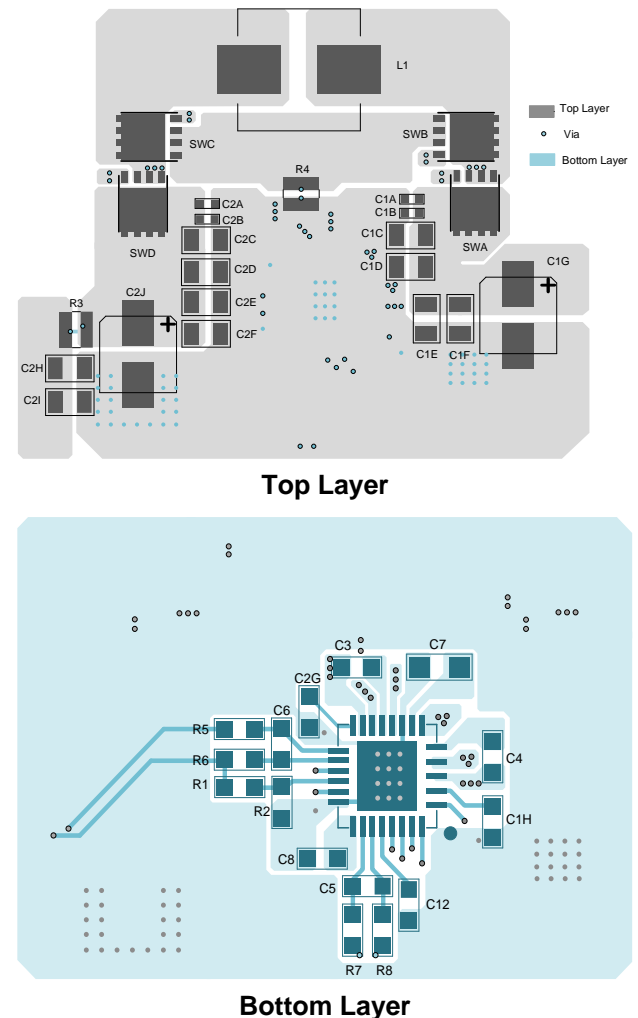 L1
Top Layer
Via
Bottom Layer
SWC
SWB
R4
SWD
SWA
C2A
C2B
C2C
C2D
C2E
C2F
C1A
C1B
C1C
C1D
C1G
+
C1E
C1F
R3
C2J
+
C2H
C2I
Top Layer
C3
C7
C2G
C6
R5
R6
R1
R2
C4
C1H
C8
C5
C12
R7
R8
Bottom Layer